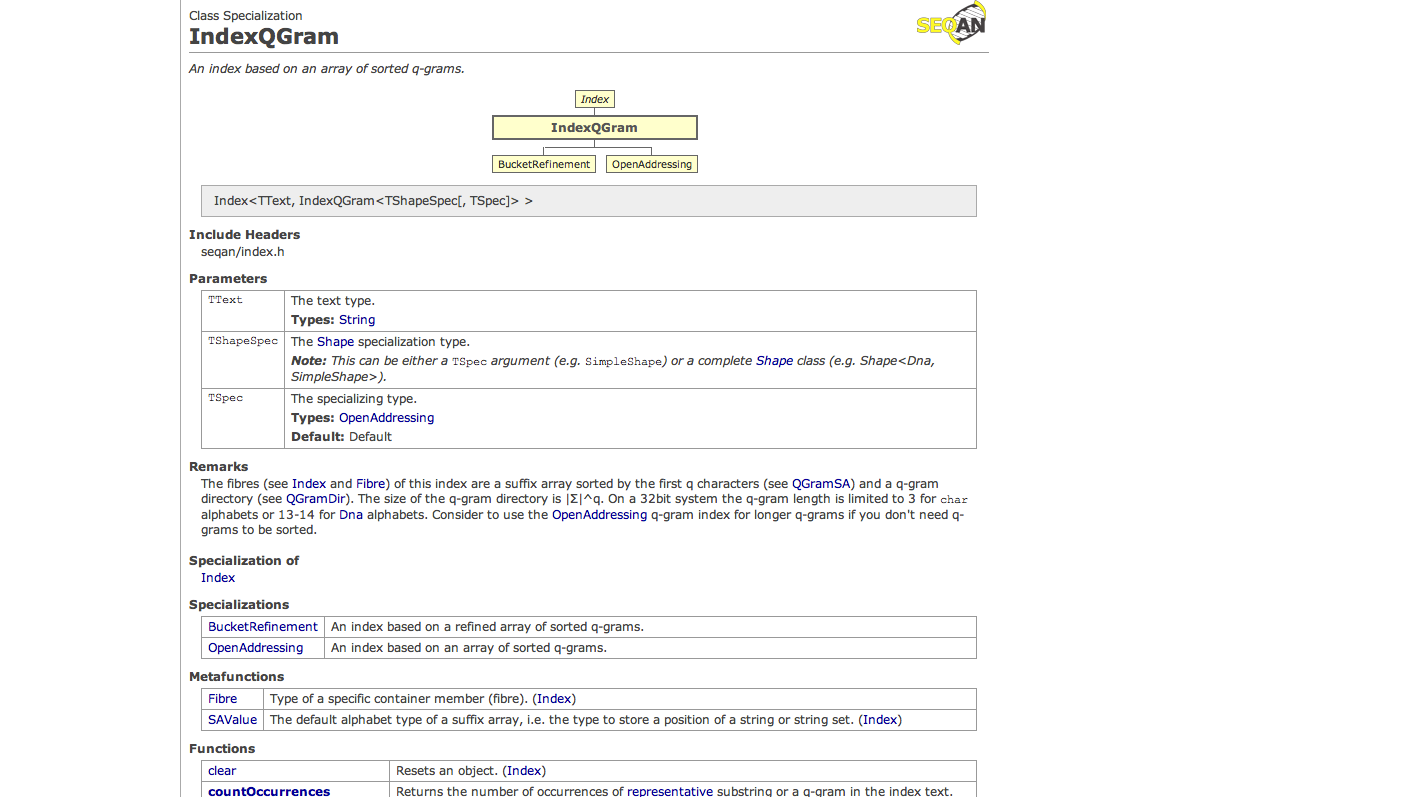 Class Specialization
IndexQGram
SEQAN
An index based on an array of sorted q-grams.
Index
IndexQGram
BucketRefinement OpenAddressing
Index<TText, IndexQGram<TShapeSpec[, TSpec]> >
Include Headers
seqan/index.h
Parameters
TText The text type.
Types: String
TShapeSpec The Shape specialization type.
Note: This can be either a TSpec argument (e.g. SimpleShape) or a complete Shape class (e.g. Shape<Dna,
SimpleShape>).
TSpec The specializing type.
Types: OpenAddressing
Default: Default
Remarks
The fibres (see Index and Fibre) of this index are a suffix array sorted by the first q characters (see QGramSA) and a q-gram
directory (see QGramDir). The size of the q-gram directory is |Σ|^q. On a 32bit system the q-gram length is limited to 3 for char
alphabets or 13-14 for Dna alphabets. Consider to use the OpenAddressing q-gram index for longer q-grams if you don't need q-
grams to be sorted.
Specialization of
Index
Specializations
BucketRefinement An index based on a refined array of sorted q-grams.
OpenAddressing An index based on an array of sorted q-grams.
Metafunctions
Fibre Type of a specific container member (fibre). (Index)
SAValue The default alphabet type of a suffix array, i.e. the type to store a position of a string or string set. (Index)
Functions
clear Resets an object. (Index)
countOccurrences Returns the number of occurrences of representative substring or a q-gram in the index text.